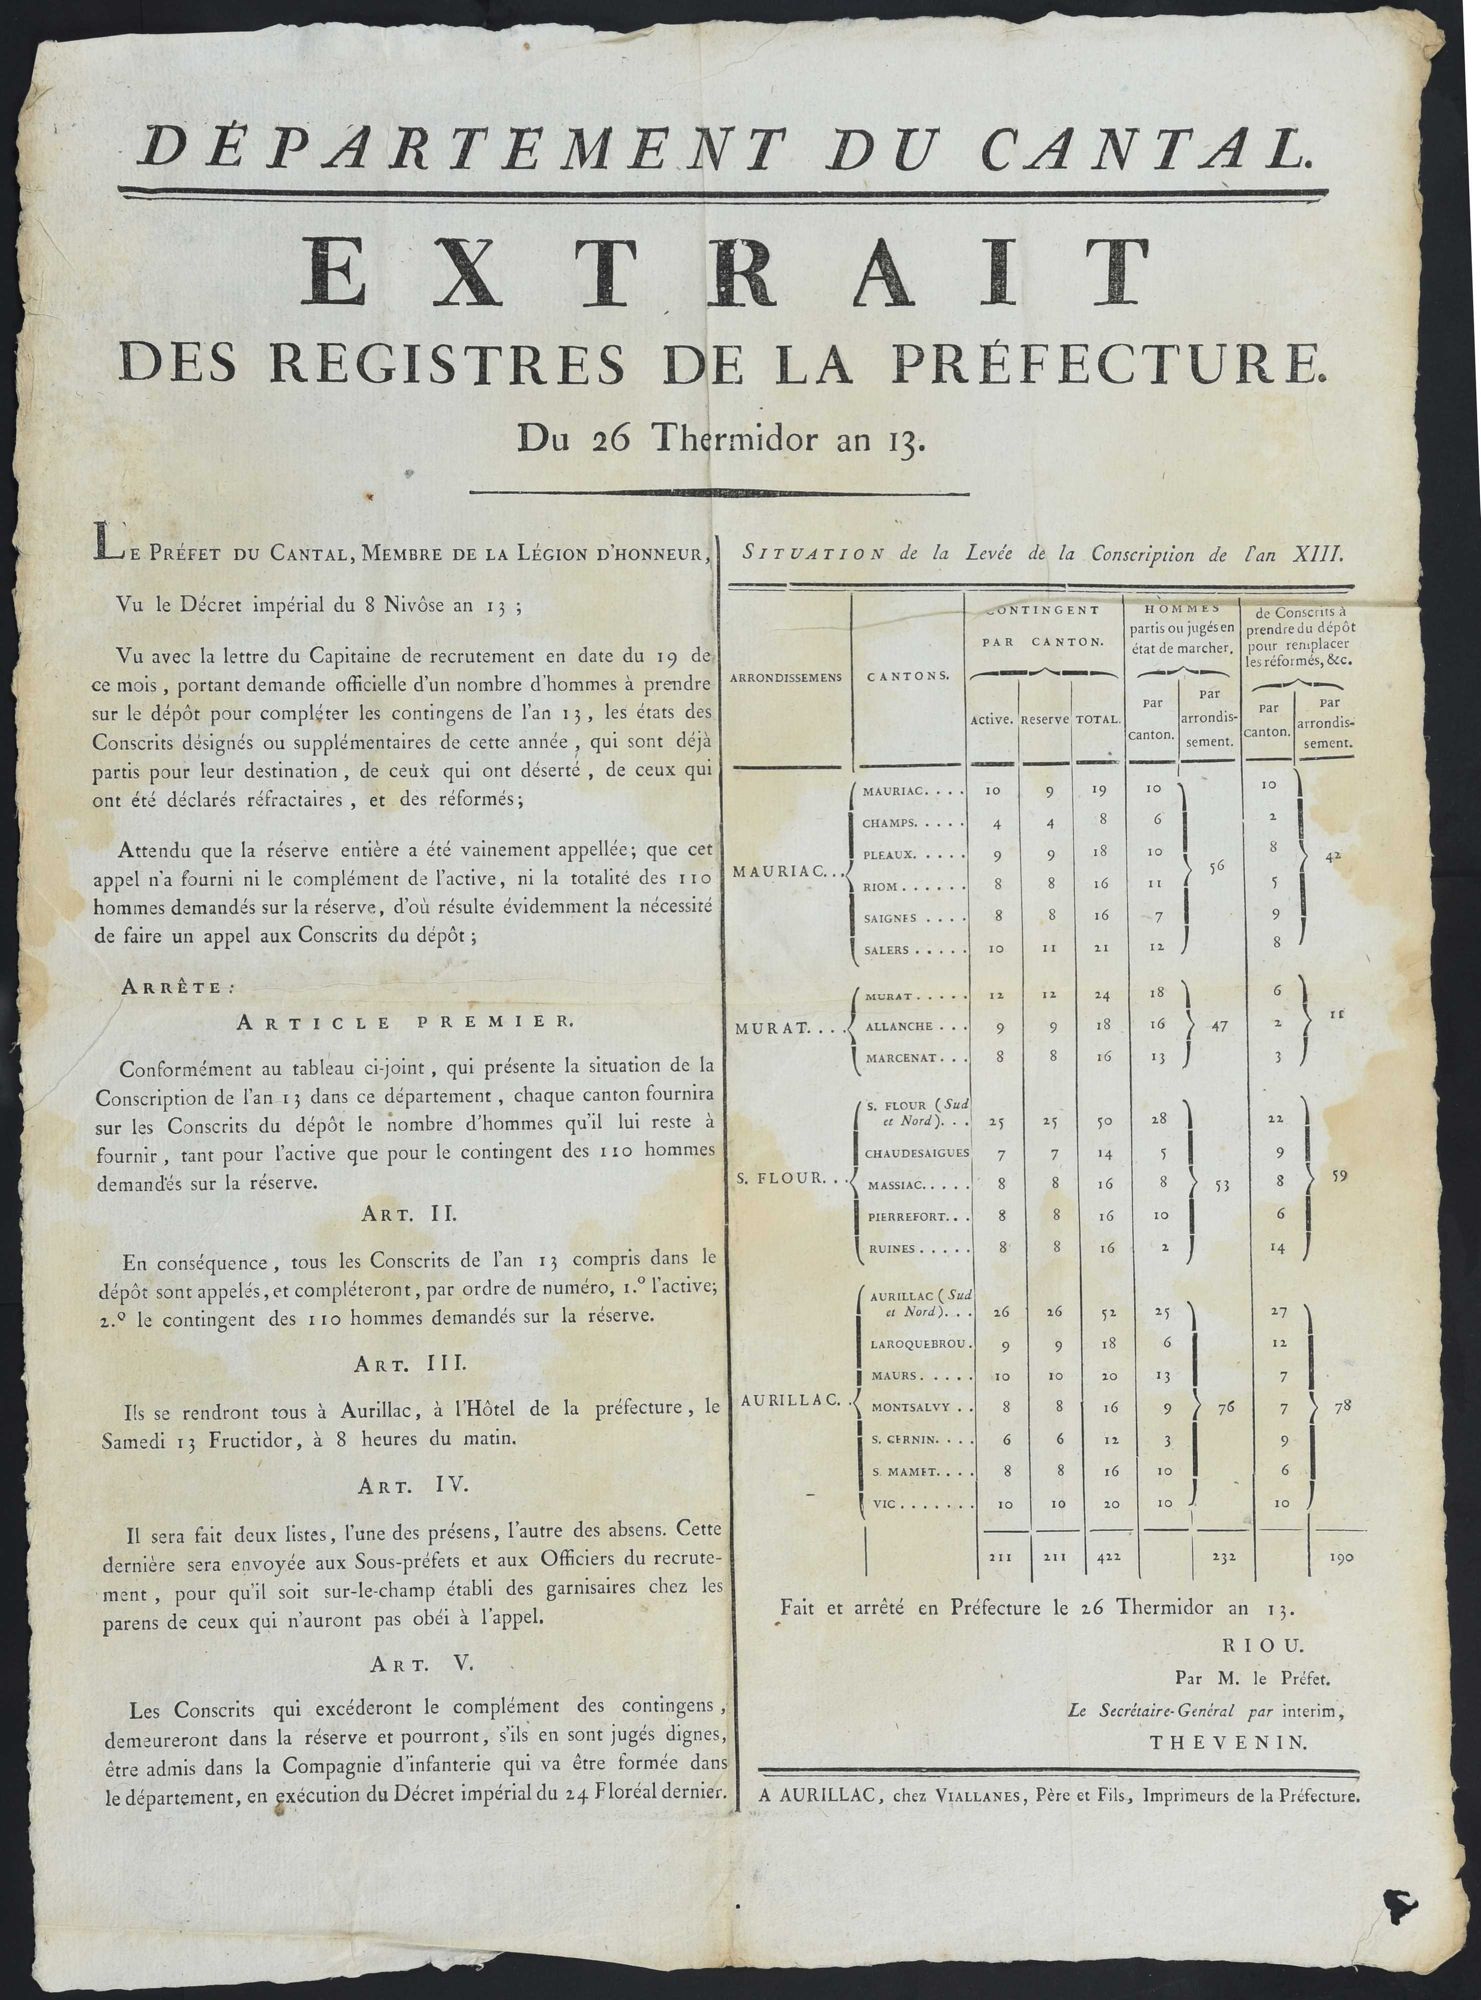 DÉPARTEMENT DU CANTAL.
EXTRAIT
DES REGISTRES DE LA PRÉFECTURE.
Du 26 Thermidor an 13.
LE PRÉFET DU CANTAL, MEMBRE DE LA LÉGION D'HONNEUR,
Vu le Décret impérial du 8 Nivôse an 13 ;
Vu avec la lettre du Capitaine de recrutement en date du 19 de
ce mois, portant demande officielle d'un nombre d'hommes à prendre
sur le dépôt pour compléter les contingens de l'an 13, les états des
Conscrits désignés ou supplémentaires de cette année, qui sont déjà
partis pour leur destination, de ceux qui ont déserté, de ceux qui
ont été déclarés réfractaires, et des réformés;
Attendu que la réserve entière a été vainement appellée; que cet
appel n'a fourni ni le complément de l'active, ni la totalité des 110
hommes demandés sur la réserve, d'où résulte évidemment la nécessité
de faire un appel aux Conscrits du dépôt ;
ARRÊTE :
ARTICLE PREMIER.
Conformément au tableau ci-joint, qui présente la situation de la
Conscription de l'an 13 dans ce département, chaque canton fournira
sur les Conscrits du dépôt le nombre d'hommes qu'il lui reste à
fournir, tant pour l'active que pour le contingent des 110 hommes
demandés sur la réserve.
ART. II.
En conséquence, tous les Conscrits de l'an 13 compris dans le
dépôt sont appelés, et compléteront, par ordre de numéro, 1.º l'active;
2.º le contingent des 110 hommes demandés sur la réserve.
ART. III.
Ils se rendront tous à Aurillac, à l'Hôtel de la préfecture, le
Samedi 13 Fructidor, à 8 heures du matin.
ART. IV.
Il sera fait deux listes, l'une des présens, l'autre des absens. Cette
dernière sera envoyée aux Sous-préfets et aux Officiers du recrute-
ment, pour qu'il soit sur-le-champ établi des garnisaires chez les
parens de ceux qui n'auront pas obéi à l'appel.
ART. V.
Les Conscrits qui excéderont le complément des contingens,
demeureront dans la réserve et pourront, s'ils en sont jugés dignes,
être admis dans la Compagnie d'infanterie qui va être formée dans
le département, en exécution du Décret impérial du 24 Floréal dernier.
SITUATION de la Levée de la Conscription de l'an XIII.
ARRONDISSEMENS
CANTONS.
CONTINGENT
PAR CANTON.
Active. Reserve TOTAL.
HOMMES
partis ou jugés en
état de marcher.
Par
canton.
Par
arrondis-
sement.
de Conscrits à
prendre du dépôt
pour remplacer
les réformés, &c.
Par
canton.
Par
arrondis-
sement.
MAURIAC.... 10 9 19 10 10
CHAMPS..... 4 4 8 6 2
PLEAUX..... 9 9 18 10 8
MAURIAC... 56 42
RIOM...... 8 8 16 11 5
SAIGNES.... 8 8 16 7 9
SALERS..... 10 11 21 12 8
MURAT..... 12 12 24 18 6
MURAT.... ALLANCHE... 9 9 18 16 47 2 11
MARCENAT... 8 8 16 13 3
S. FLOUR (Sud
et Nord)... 25 25 50 28 22
CHAUDESAIGUES 7 7 14 5 9
S. FLOUR... MASSIAC..... 8 8 16 8 53 8 59
PIERREFORT... 8 8 16 10 6
RUINES..... 8 8 16 2 14
AURILLAC (Sud
et Nord)... 26 26 52 25 27
LAROQUEBROU. 9 9 18 6 12
MAURS..... 10 10 20 13 7
AURILLAC.. MONTSALVY.. 8 8 16 9 76 7 78
S. CERNIN.... 6 6 12 3 9
S. MAMET.... 8 8 16 10 6
VIC....... 10 10 20 10 10
211 211 422 232 190
Fait et arrêté en Préfecture le 26 Thermidor an 13.
RIOU.
Par M. le Préfet.
Le Secrétaire-Genéral par interim,
THEVENIN.
A AURILLAC, chez VIALLANES, Père et Fils, Imprimeurs de la Préfecture.